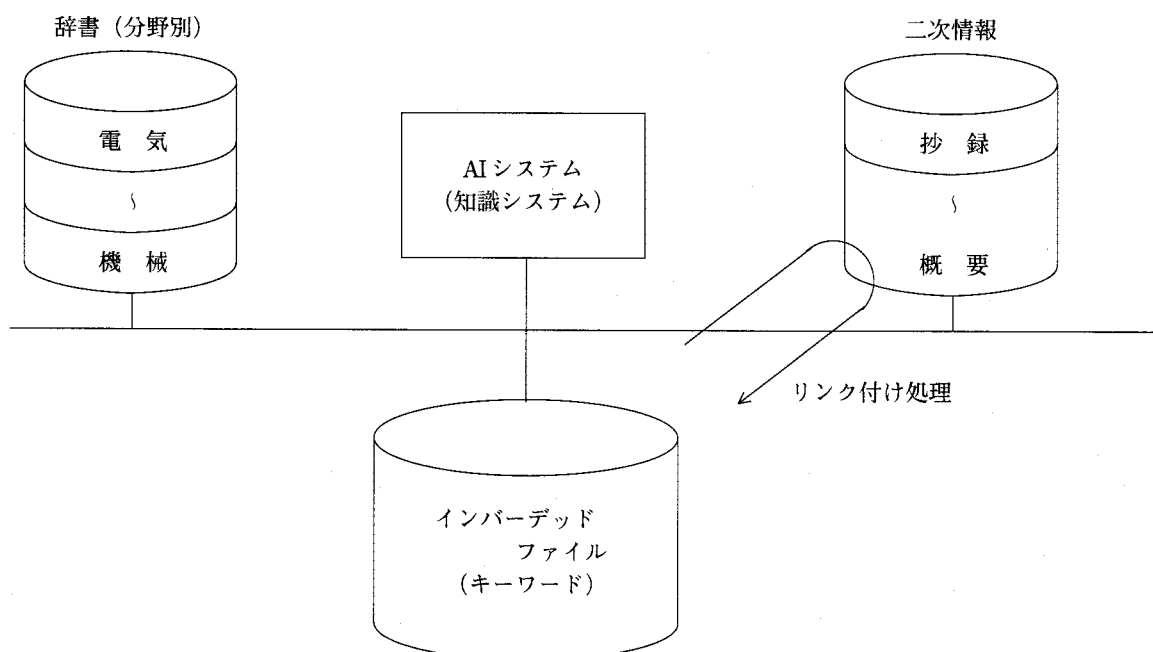 辞書（分野別）
二次情報
電　気
〜
機　械
AIシステム
（知識システム）
抄　録
〜
概　要
リンク付け処理
インバーデッド
ファイル
（キーワード）